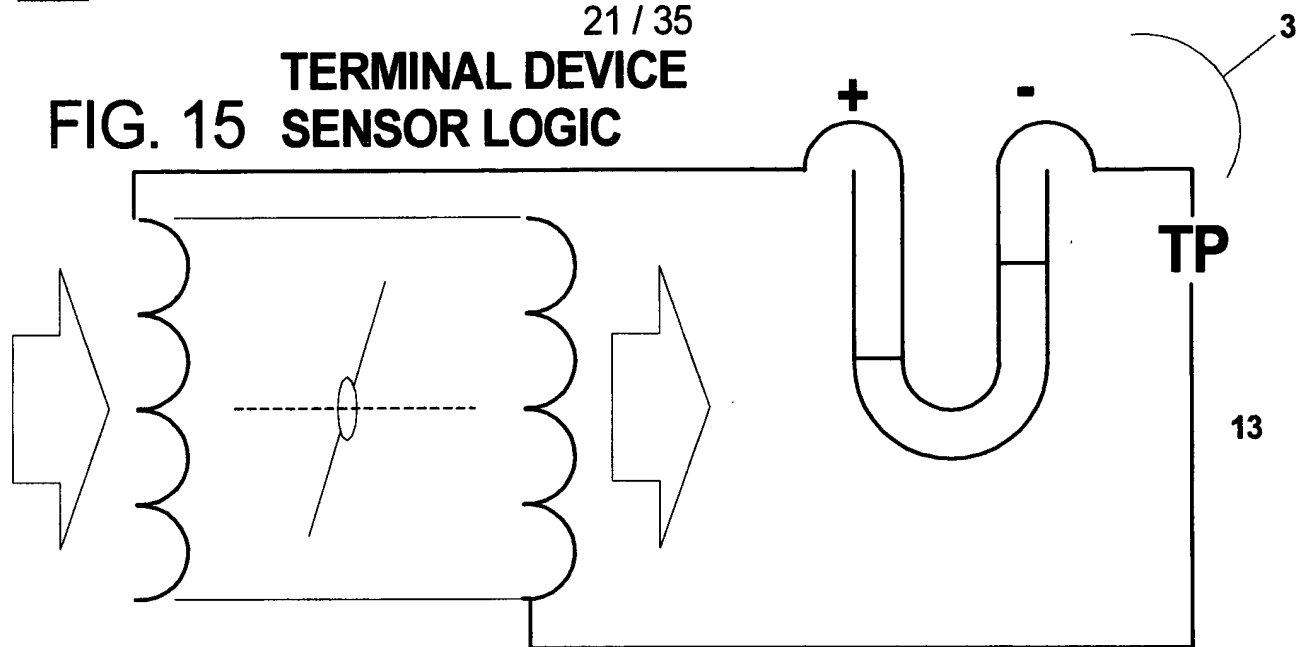 21 / 35
TERMINAL DEVICE
FIG. 15 SENSOR LOGIC
3
+ -
TP
13